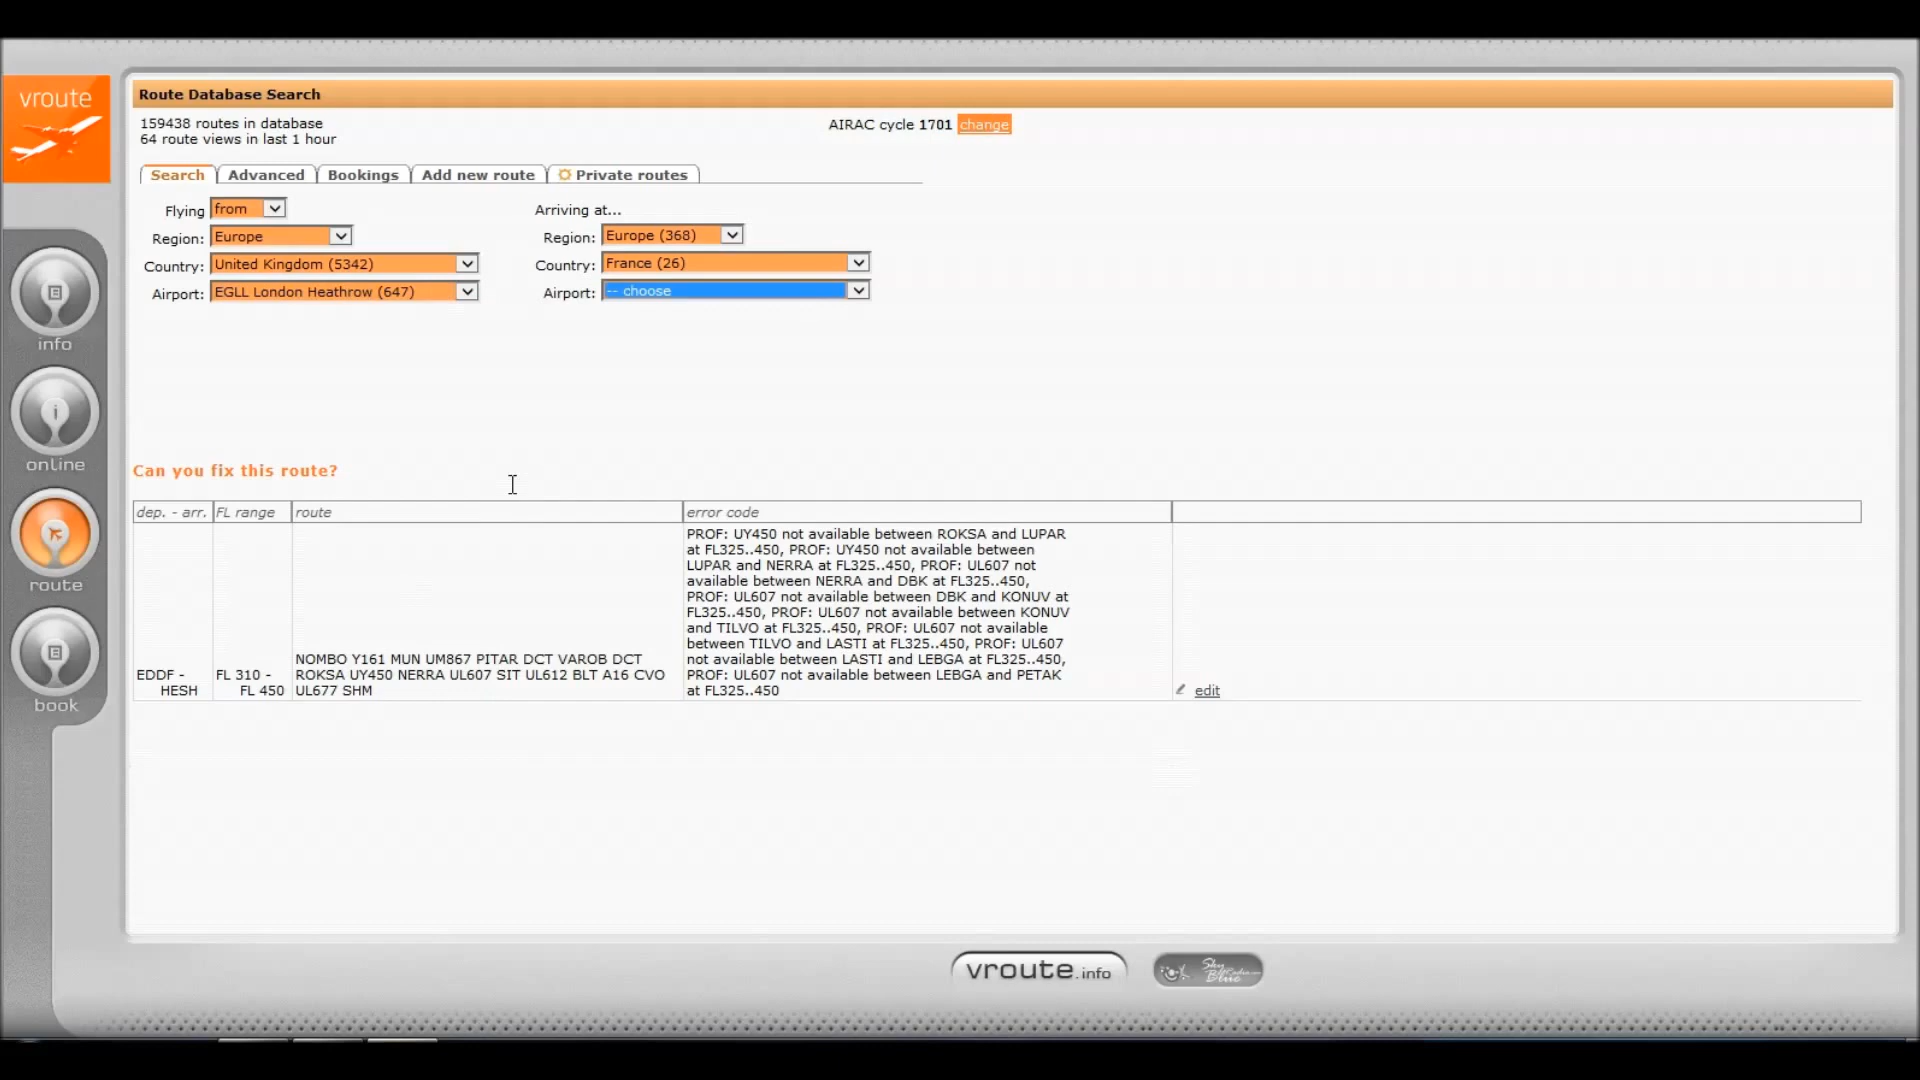 vroute
Route Database Search
159438 routes in database
64 route views in last 1 hour
AIRAC cycle 1701 change
Search Advanced Bookings Add new route Private routes
Flying from
Region: Europe
Country: United Kingdom (5342)
Airport: EGLL London Heathrow (647)
Arriving at...
Region: Europe (368)
Country: France (26)
Airport: -- choose
info
online
route
book
Can you fix this route?
dep. - arr. FL range route error code
EDDF -
HESH
FL 310 -
FL 450
NOMBO Y161 MUN UM867 PITAR DCT VAROB DCT
ROKSA UY450 NERRA UL607 SIT UL612 BLT A16 CVO
UL677 SHM
PROF: UY450 not available between ROKSA and LUPAR
at FL325..450, PROF: UY450 not available between
LUPAR and NERRA at FL325..450, PROF: UL607 not
available between NERRA and DBK at FL325..450,
PROF: UL607 not available between DBK and KONUV at
FL325..450, PROF: UL607 not available between KONUV
and TILVO at FL325..450, PROF: UL607 not available
between TILVO and LASTI at FL325..450, PROF: UL607
not available between LASTI and LEBGA at FL325..450,
PROF: UL607 not available between LEBGA and PETAK
at FL325..450
edit
vroute.info
Sky
Blue